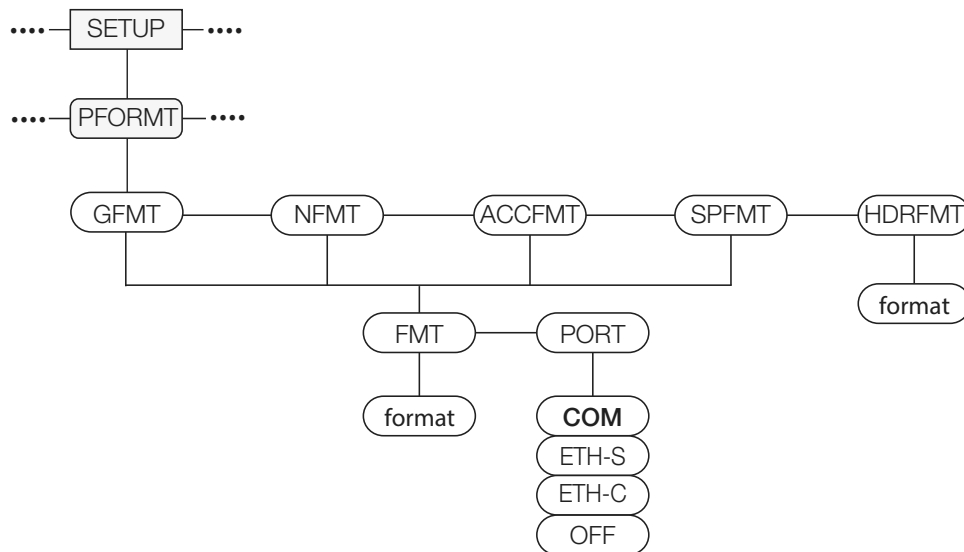 •••• SETUP ••••
•••• PFORMT ••••
GFMT NFMT ACCFMT SPFMT HDRFMT
format
FMT PORT
format COM
ETH-S
ETH-C
OFF